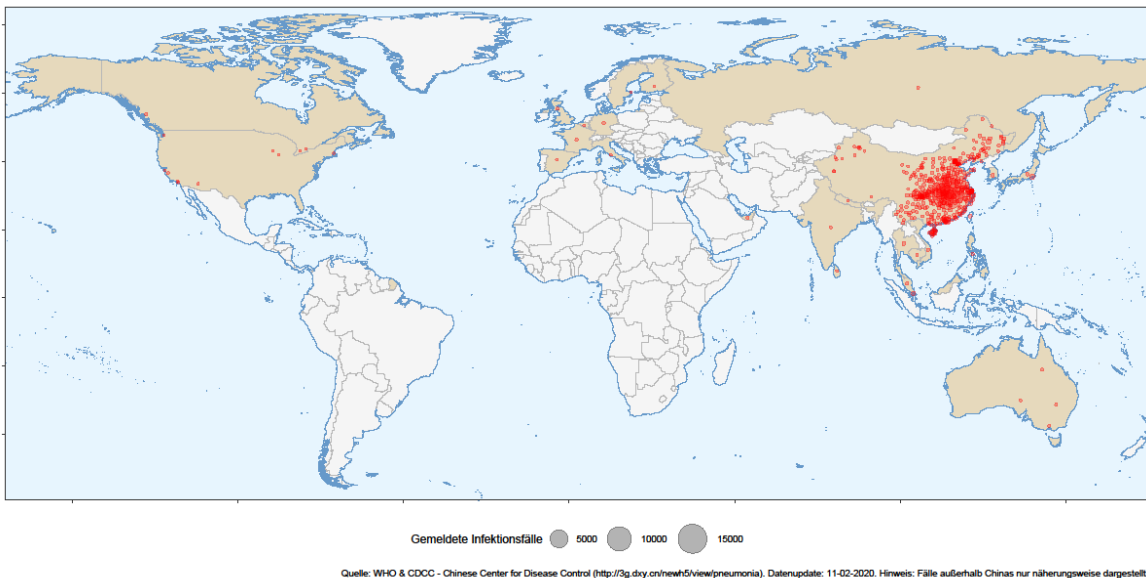 Gemeldete Infektionsfälle 5000 10000 15000
Quelle: WHO & CDCC - Chinese Center for Disease Control (http://3g.dxy.cn/newh5/view/pneumonia). Datenupdate: 11-02-2020. Hinweis: Fälle außerhalb Chinas nur näherungsweise dargestellt